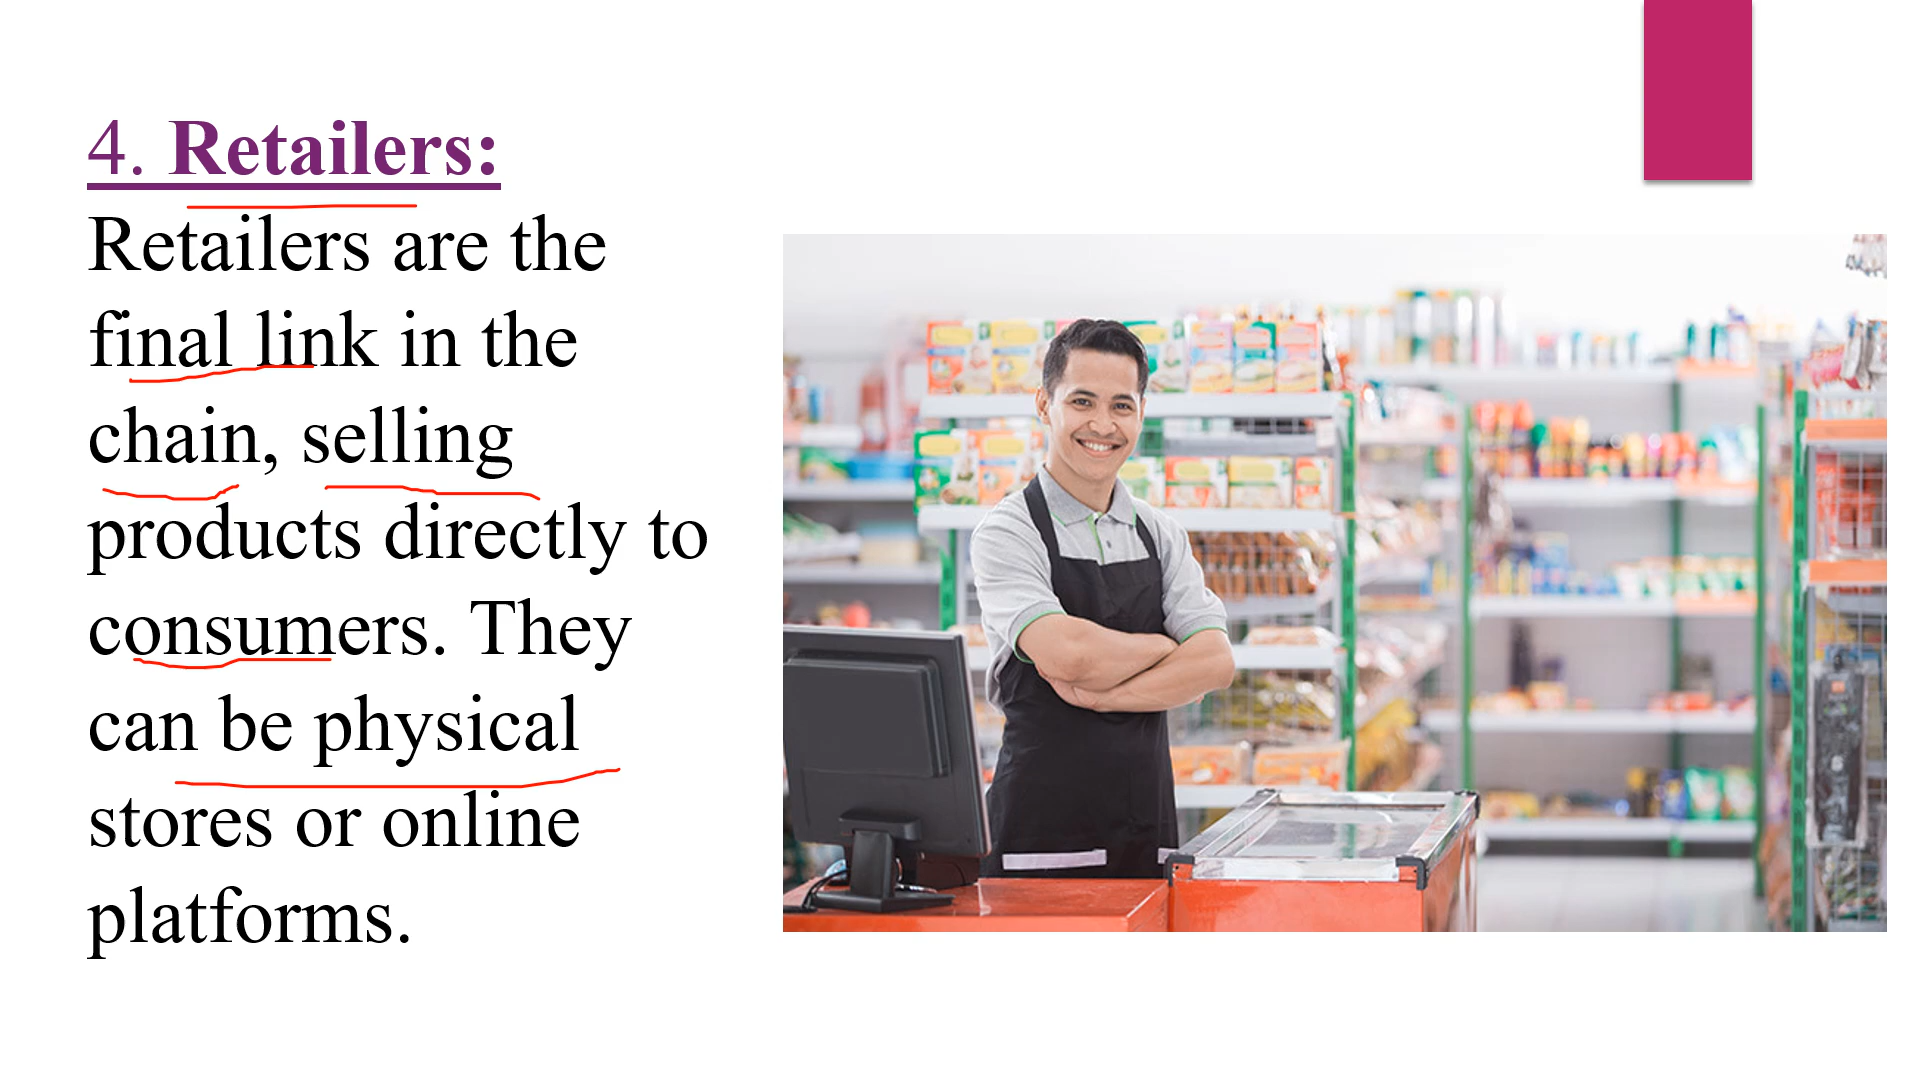 4. Retailers:
Retailers are the
final link in the
chain, selling
products directly to
consumers. They
can be physical
stores or online
platforms.